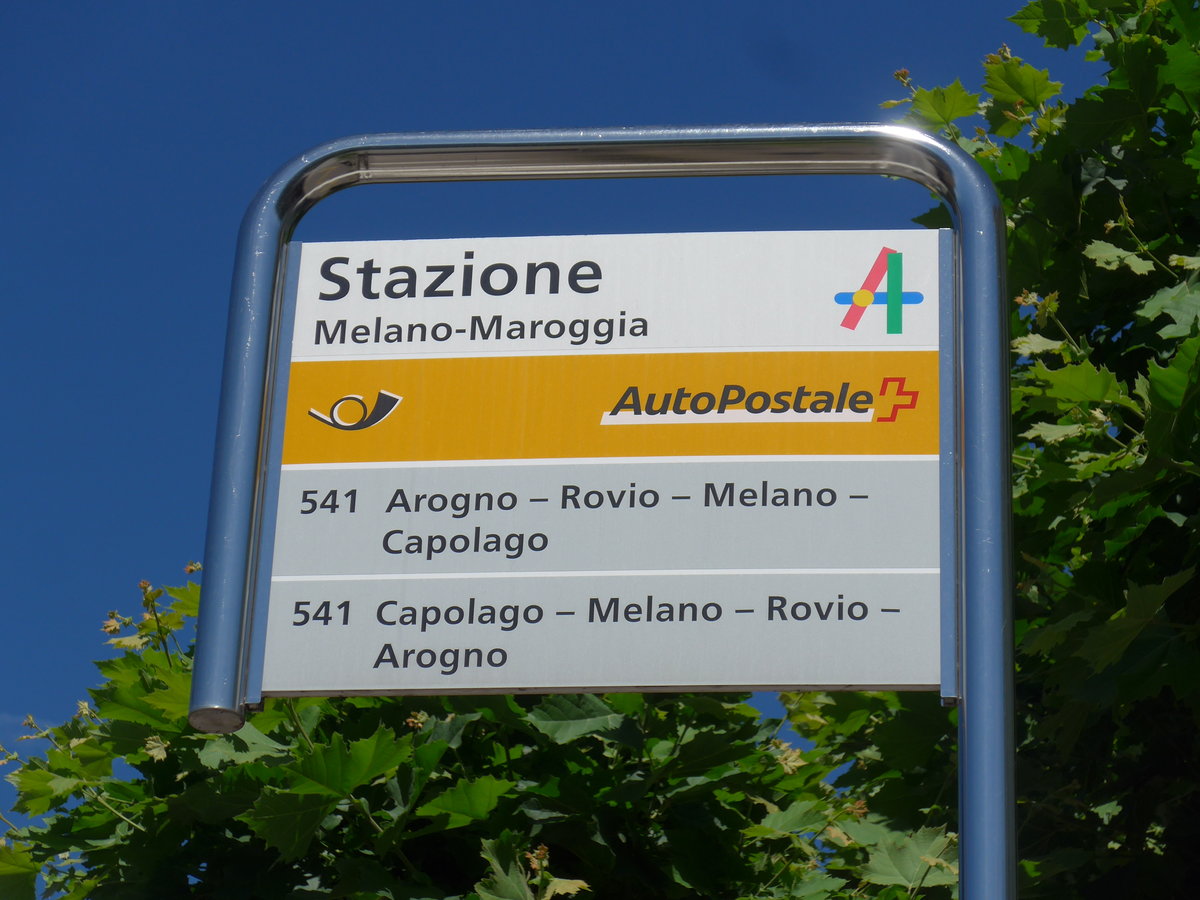 Stazione
Melano-Maroggia
AutoPostale
541 Arogno – Rovio – Melano –
Capolago
541 Capolago – Melano – Rovio –
Arogno